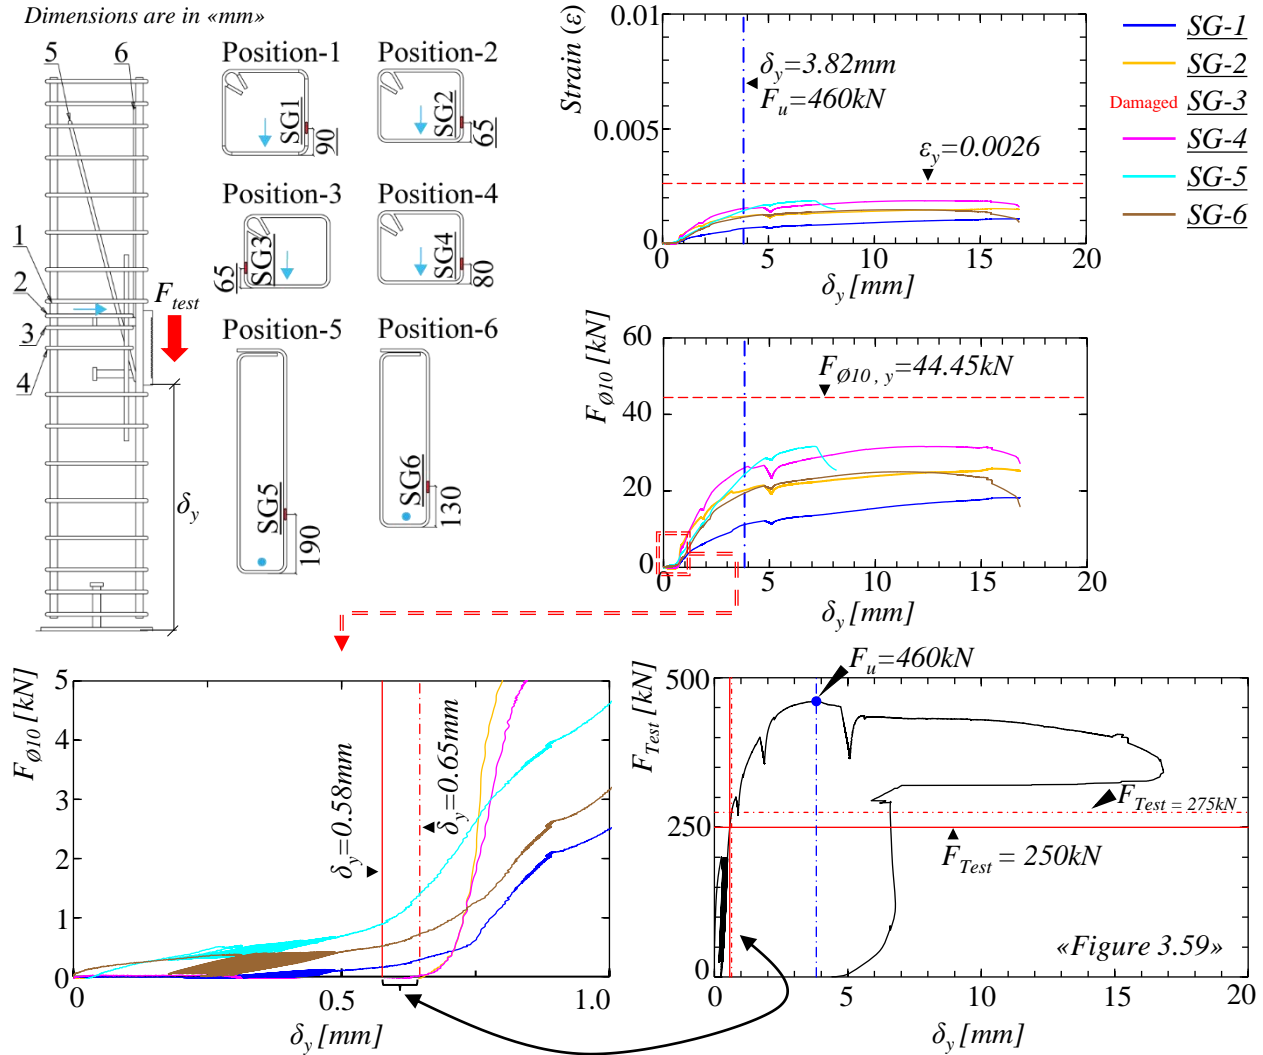 Dimensions are in «mm»
5
6
1
2
3
4
F_test
δ_y
Position-1
SG1
90
Position-2
SG2
65
Position-3
SG3
65
Position-4
SG4
80
Position-5
SG5
190
Position-6
SG6
130
Strain (ε)
0.01
0.005
0
δ_y=3.82mm
F_u=460kN
ε_y=0.0026
0
5
10
15
20
δ_y [mm]
SG-1
SG-2
Damaged SG-3
SG-4
SG-5
SG-6
F_Ø10 [kN]
60
40
20
0
F_Ø10, y=44.45kN
0
5
10
15
20
δ_y [mm]
F_Ø10 [kN]
5
4
3
2
1
0
δ_y=0.58mm
δ_y=0.65mm
0
0.5
1.0
δ_y [mm]
F_Test [kN]
500
250
0
F_u=460kN
F_Test = 275kN
F_Test = 250kN
«Figure 3.59»
0
5
10
15
20
δ_y [mm]